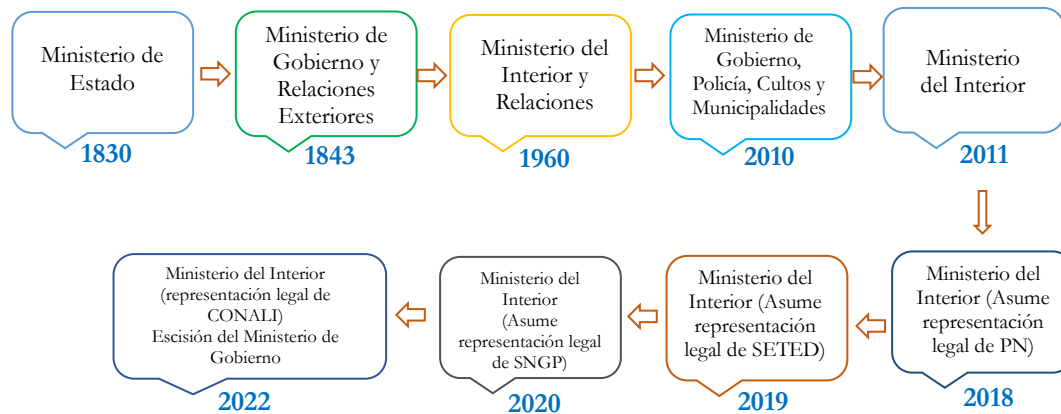 Ministerio de
Estado
1830
Ministerio de
Gobierno y
Relaciones
Exteriores
1843
Ministerio del
Interior y
Relaciones
1960
Ministerio de
Gobierno,
Policía, Cultos y
Municipalidades
2010
Ministerio
del Interior
2011
Ministerio del
Interior (Asume
representación
legal de PN)
2018
Ministerio del
Interior (Asume
representación
legal de SETED)
2019
Ministerio del
Interior
(Asume
representación legal
de SNGP)
2020
Ministerio del Interior
(representación legal de
CONALI)
Escisión del Ministerio de
Gobierno
2022